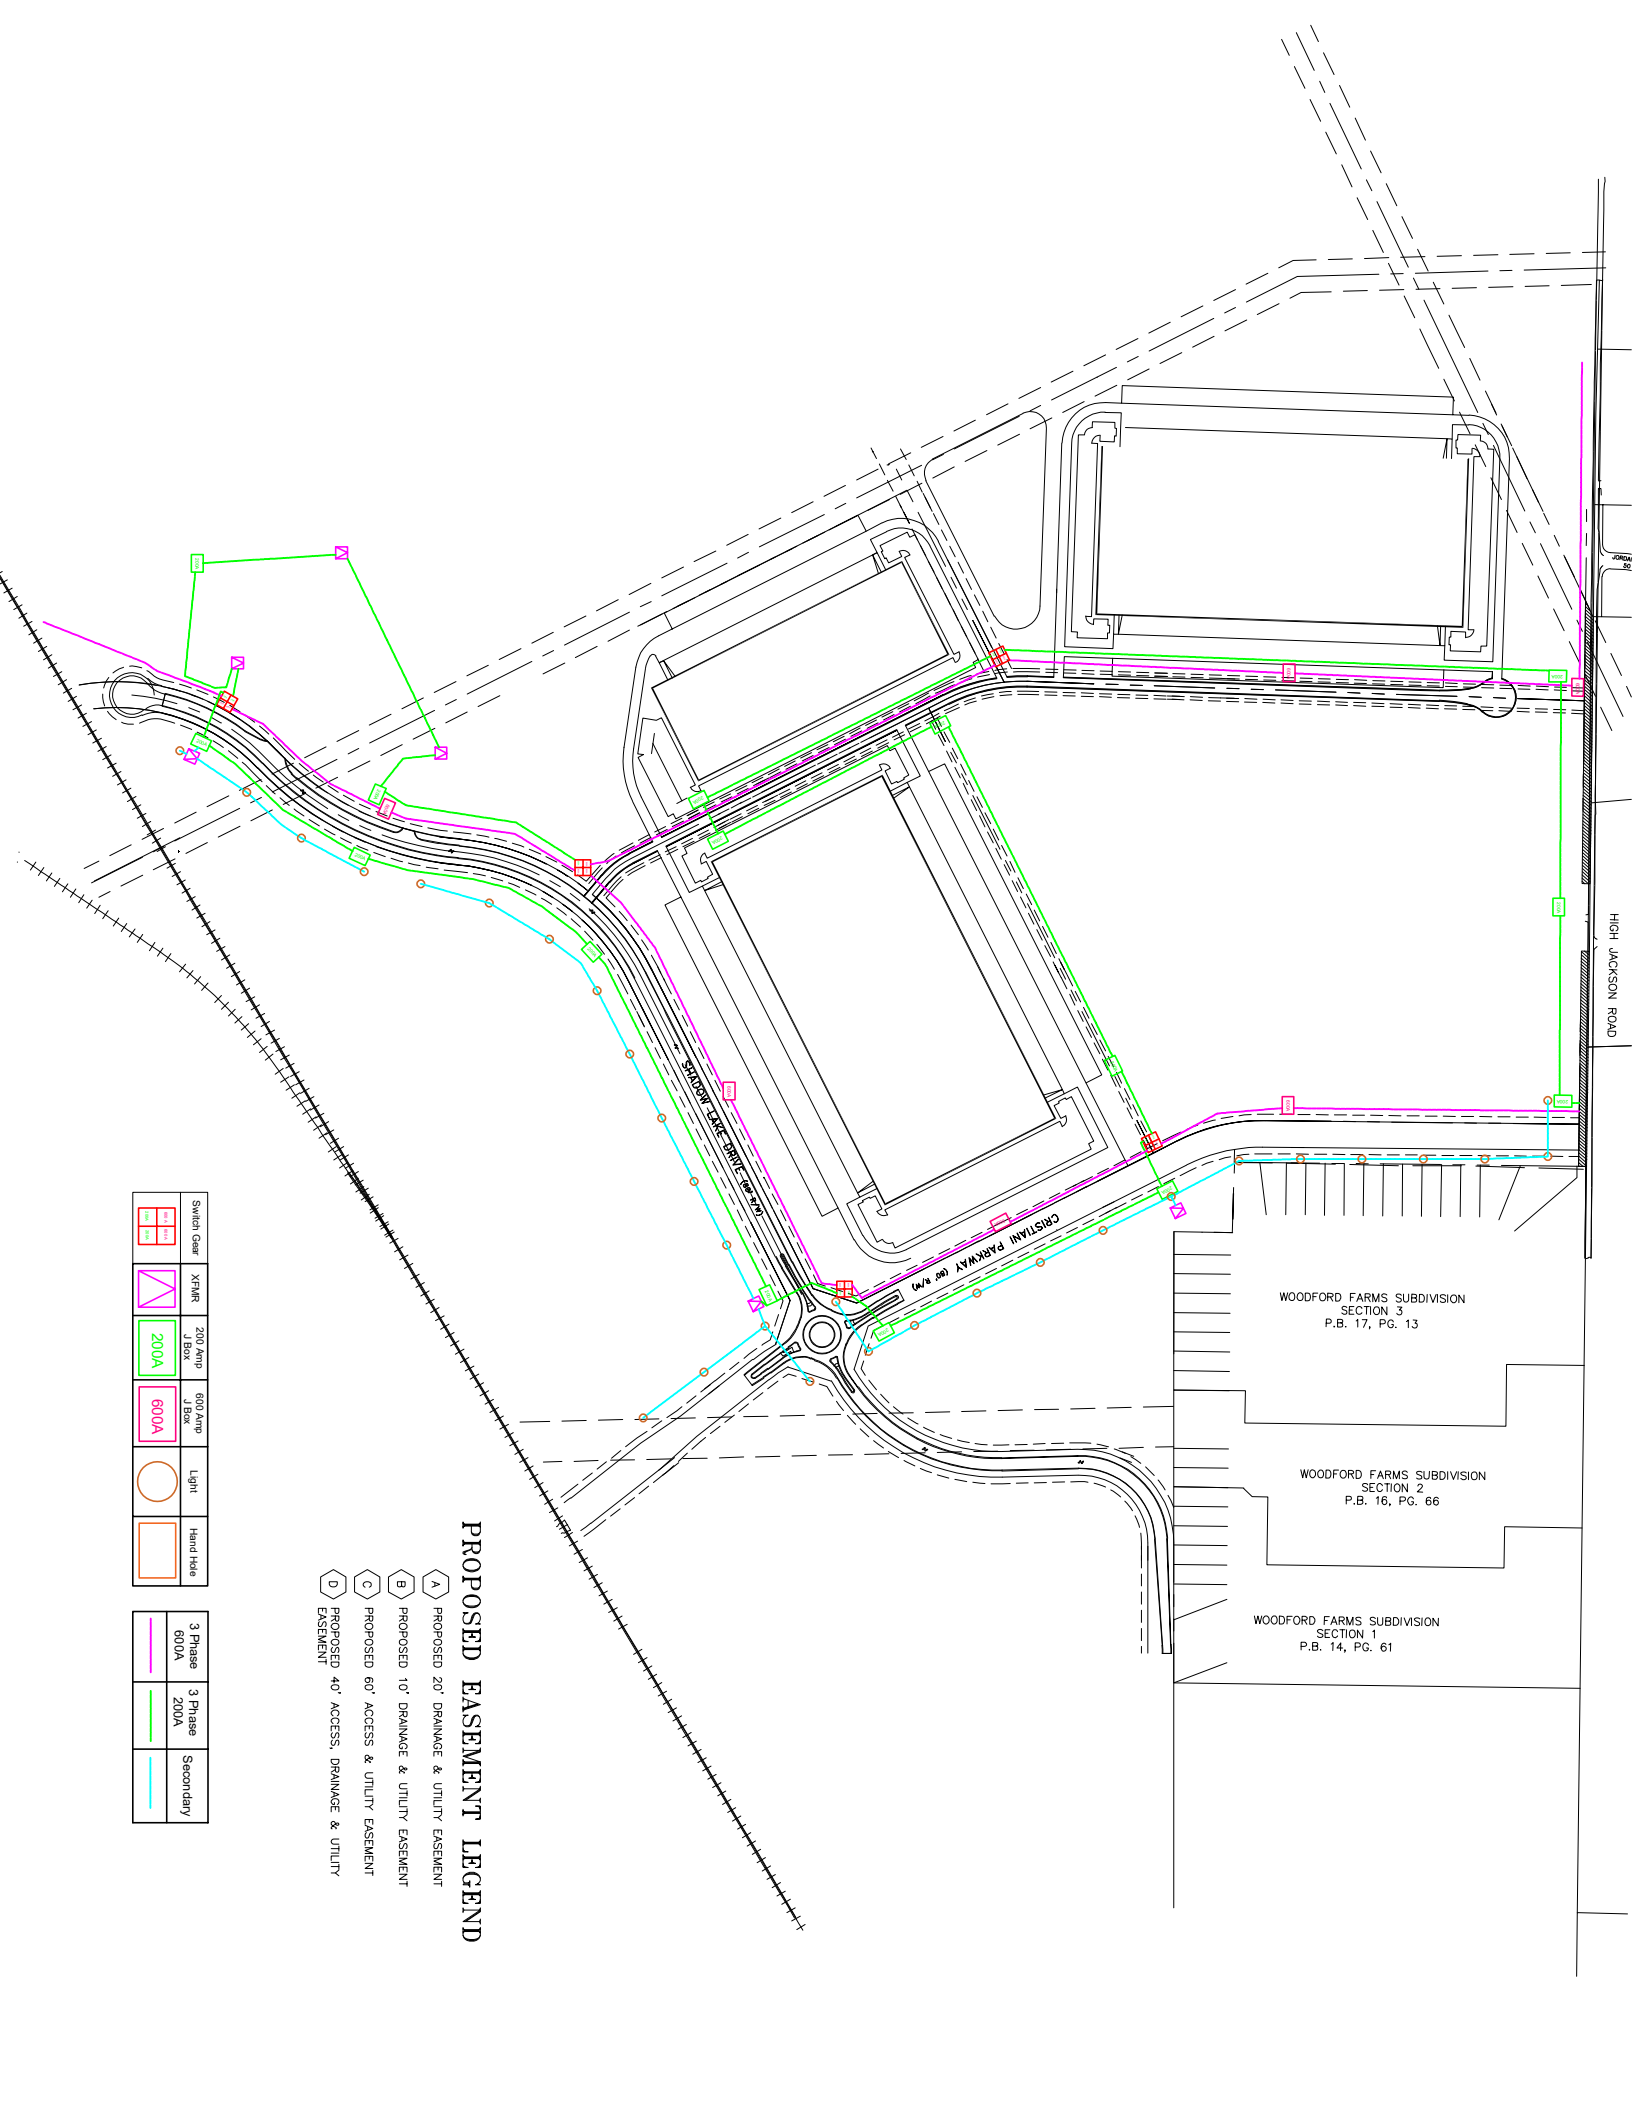 JORDA
50
HIGH JACKSON ROAD
WOODFORD FARMS SUBDIVISION
SECTION 3
P.B. 17, PG. 13
WOODFORD FARMS SUBDIVISION
SECTION 2
P.B. 16, PG. 66
WOODFORD FARMS SUBDIVISION
SECTION 1
P.B. 14, PG. 61
SHADOW LAKE DRIVE (60' R/W)
CRISTIANI PARKWAY (80' R/W)
PROPOSED EASEMENT LEGEND
A PROPOSED 20' DRAINAGE & UTILITY EASEMENT
B PROPOSED 10' DRAINAGE & UTILITY EASEMENT
C PROPOSED 60' ACCESS & UTILITY EASEMENT
D PROPOSED 40' ACCESS, DRAINAGE & UTILITY
EASEMENT
Switch Gear
XFMR
200 Amp
J Box
600 Amp
J Box
Light
Hand Hole
200A
600A
3 Phase
600A
3 Phase
200A
Secondary